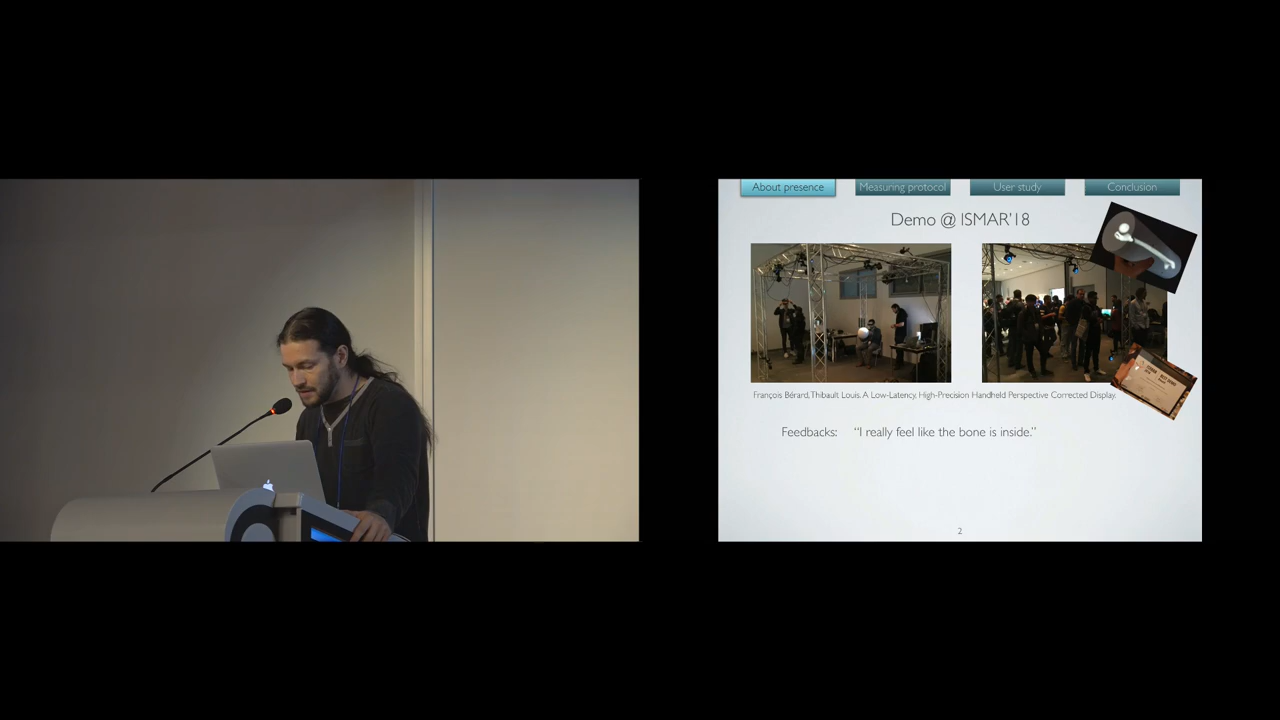 About presence
Measuring protocol
User study
Conclusion
Demo @ ISMAR'18
François Bérard, Thibault Louis. A Low-Latency, High-Precision Handheld Perspective Corrected Display.
Feedbacks: “I really feel like the bone is inside.”
2